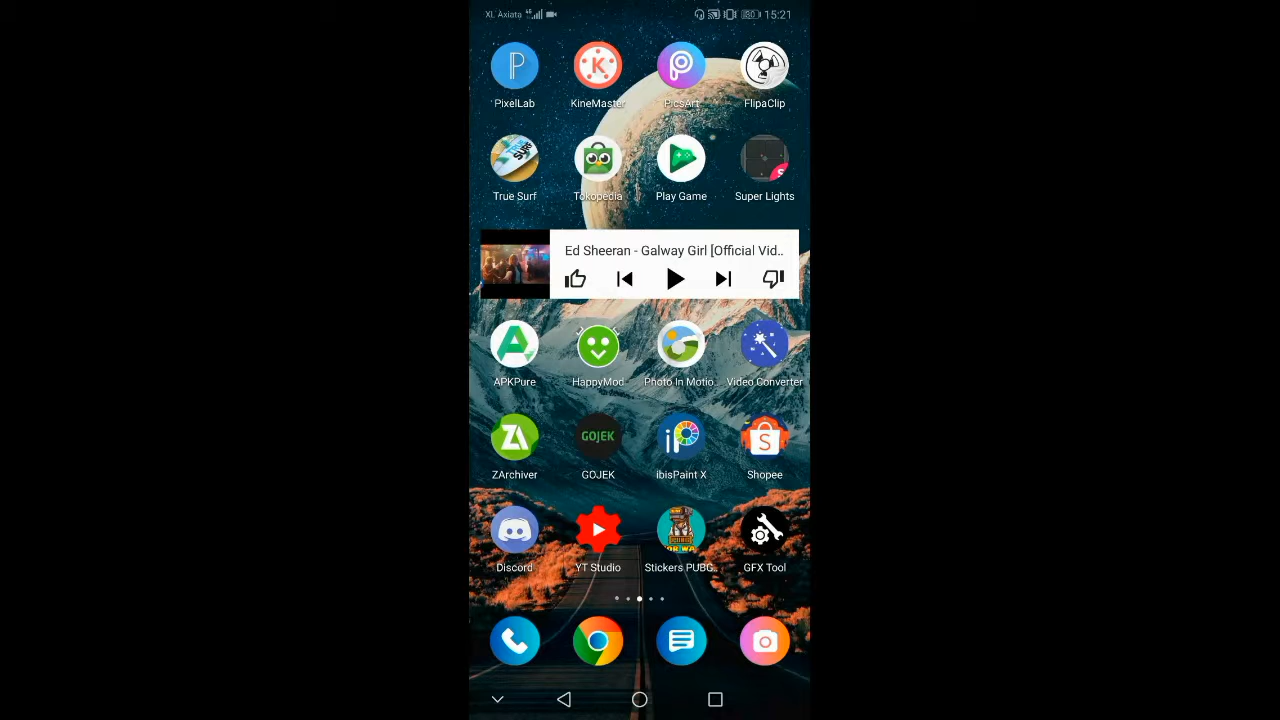 XL Axiata 4G 80 15:21
PixelLab KineMaster PicsArt FlipaClip
True Surf Tokopedia Play Game Super Lights
Ed Sheeran - Galway Girl [Official Vid..
APKPure HappyMod Photo In Motio.. Video Converter
GOJEK
ZArchiver GOJEK ibisPaint X Shopee
Discord YT Studio Stickers PUBG.. GFX Tool